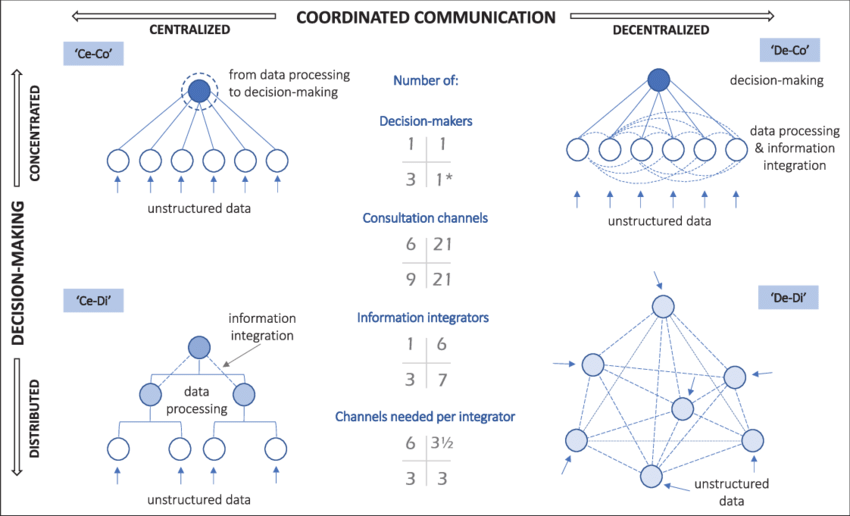 COORDINATED COMMUNICATION
CENTRALIZED
DECENTRALIZED
DECISION-MAKING
CONCENTRATED
DISTRIBUTED
'Ce-Co'
from data processing
to decision-making
unstructured data
Number of:
Decision-makers
1 1
3 1*
Consultation channels
6 21
9 21
Information integrators
1 6
3 7
Channels needed per integrator
6 3½
3 3
'De-Co'
decision-making
data processing
& information
integration
unstructured data
'Ce-Di'
information
integration
data
processing
unstructured data
'De-Di'
unstructured
data